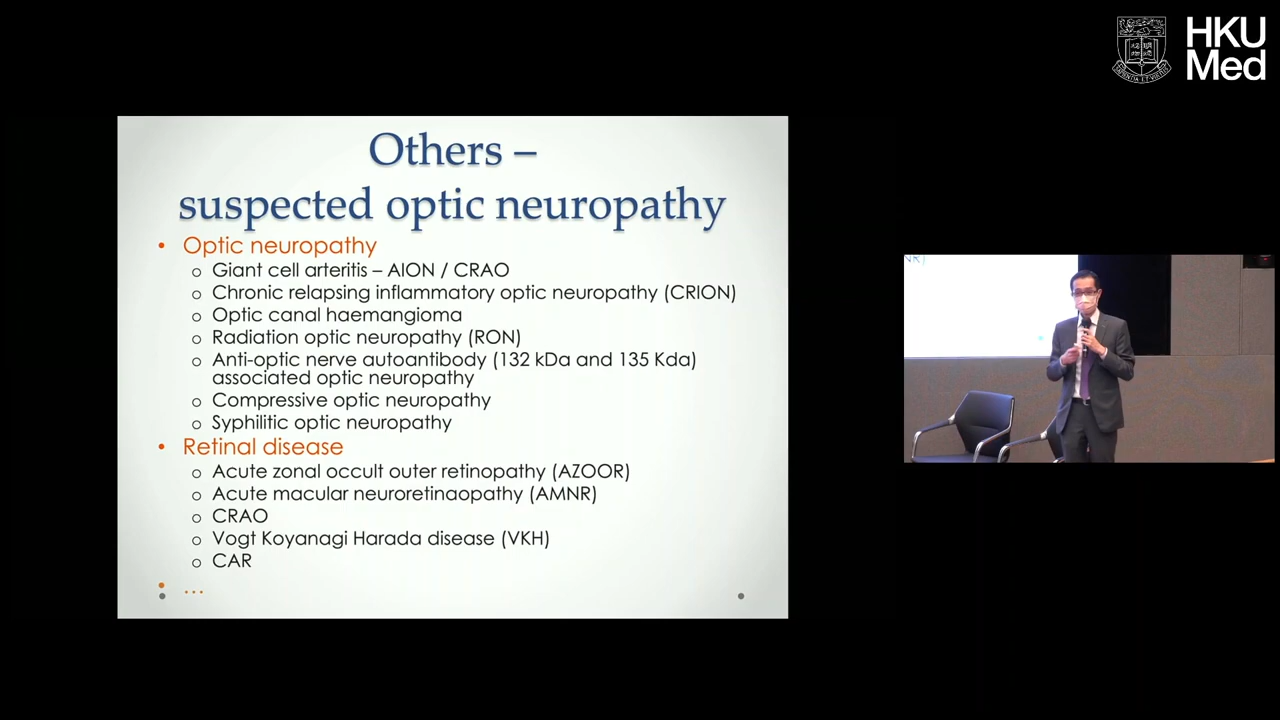 HKU
Med
Others –
suspected optic neuropathy
• Optic neuropathy
o Giant cell arteritis – AION / CRAO
o Chronic relapsing inflammatory optic neuropathy (CRION)
o Optic canal haemangioma
o Radiation optic neuropathy (RON)
o Anti-optic nerve autoantibody (132 kDa and 135 Kda)
associated optic neuropathy
o Compressive optic neuropathy
o Syphilitic optic neuropathy
• Retinal disease
o Acute zonal occult outer retinopathy (AZOOR)
o Acute macular neuroretinaopathy (AMNR)
o CRAO
o Vogt Koyanagi Harada disease (VKH)
o CAR
• ...
NR)